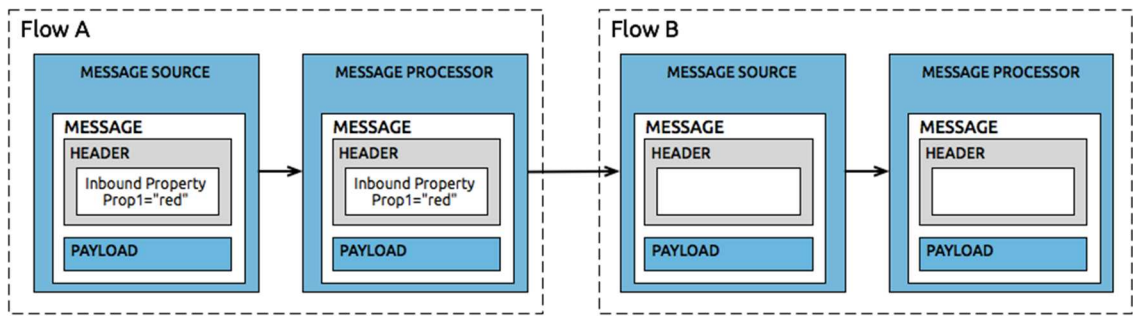 Flow A
MESSAGE SOURCE
MESSAGE
HEADER
Inbound Property
Prop1="red"
PAYLOAD
MESSAGE PROCESSOR
MESSAGE
HEADER
Inbound Property
Prop1="red"
PAYLOAD
Flow B
MESSAGE SOURCE
MESSAGE
HEADER
PAYLOAD
MESSAGE PROCESSOR
MESSAGE
HEADER
PAYLOAD